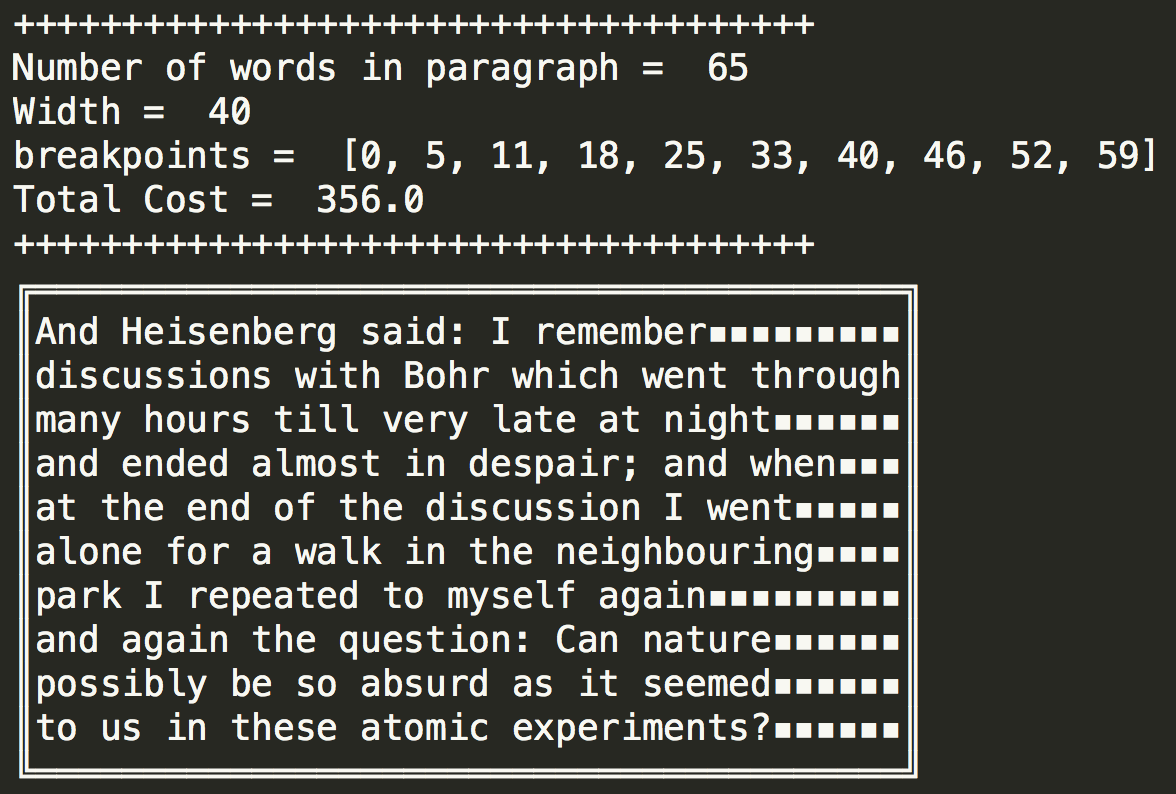 +++++++++++++++++++++++++++++++++++++
Number of words in paragraph =  65
Width =  40
breakpoints =  [0, 5, 11, 18, 25, 33, 40, 46, 52, 59]
Total Cost =  356.0
+++++++++++++++++++++++++++++++++++++
And Heisenberg said: I remember▪▪▪▪▪▪▪▪▪
discussions with Bohr which went through
many hours till very late at night▪▪▪▪▪▪
and ended almost in despair; and when▪▪▪
at the end of the discussion I went▪▪▪▪▪
alone for a walk in the neighbouring▪▪▪▪
park I repeated to myself again▪▪▪▪▪▪▪▪▪
and again the question: Can nature▪▪▪▪▪▪
possibly be so absurd as it seemed▪▪▪▪▪▪
to us in these atomic experiments?▪▪▪▪▪▪